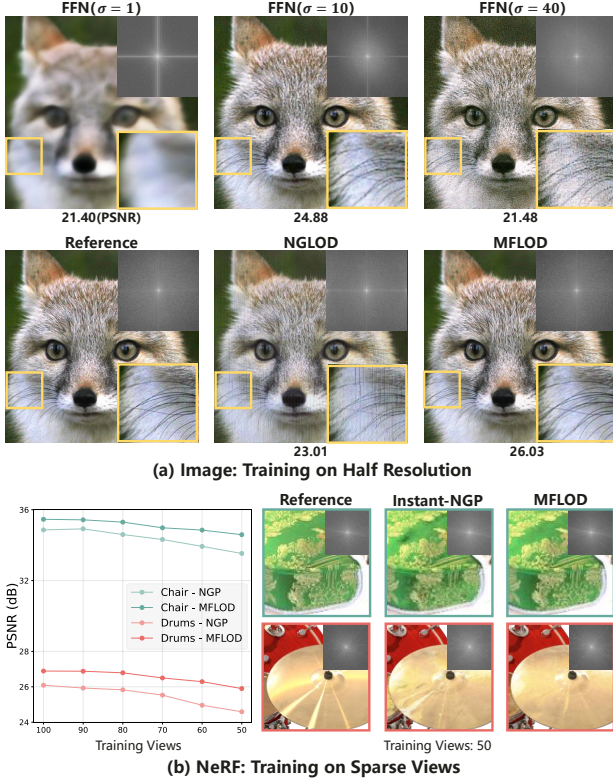 FFN(σ = 1) FFN(σ = 10) FFN(σ = 40)
21.40(PSNR) 24.88 21.48
Reference NGLOD MFLOD
23.01 26.03
(a) Image: Training on Half Resolution
Reference Instant-NGP MFLOD
36
34
32
28
26
24
PSNR (dB)
Chair - NGP
Chair - MFLOD
Drums - NGP
Drums - MFLOD
100 90 80 70 60 50
Training Views
Training Views: 50
(b) NeRF: Training on Sparse Views